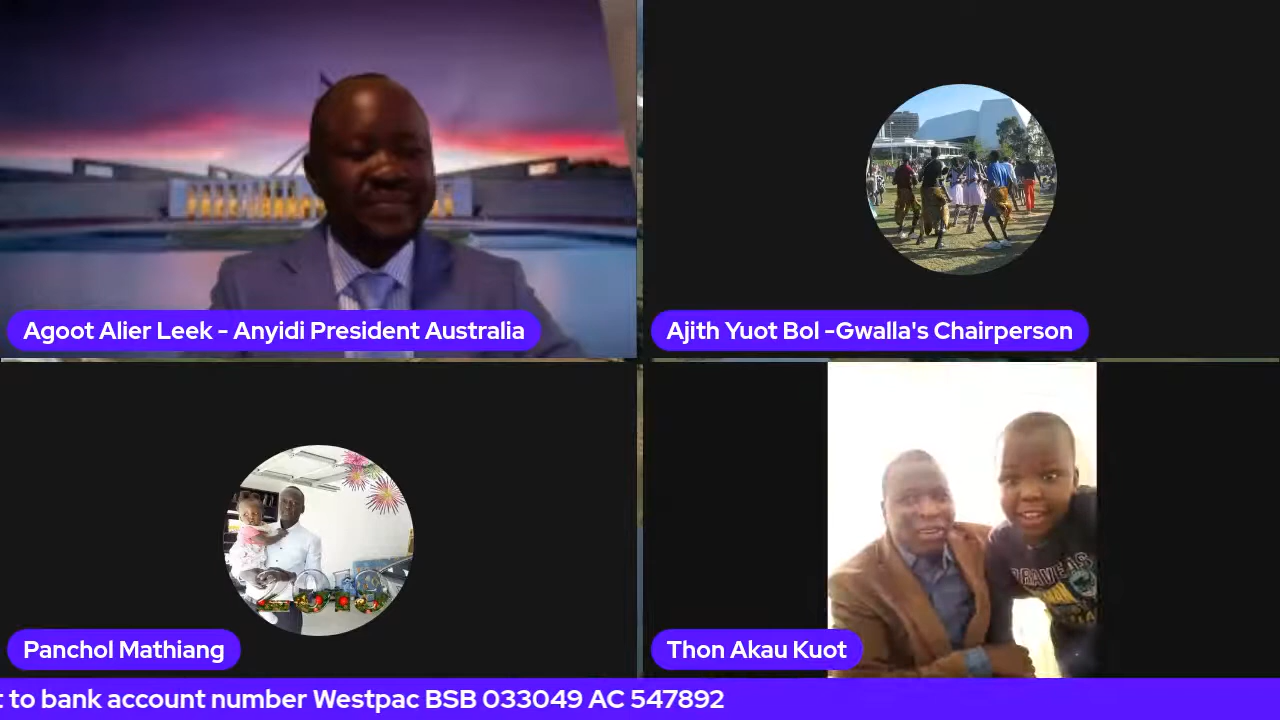 Agoot Alier Leek - Anyidi President Australia
Ajith Yuot Bol -Gwalla's Chairperson
2018
Panchol Mathiang
Thon Akau Kuot
to bank account number Westpac BSB 033049 AC 547892